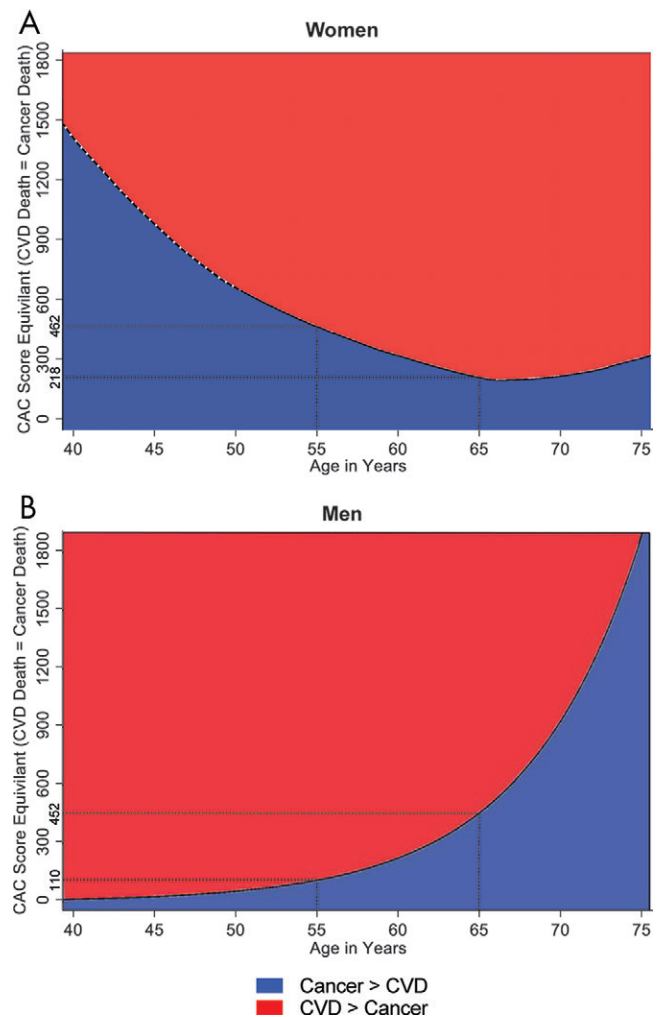 A
Women
CAC Score Equivilant (CVD Death = Cancer Death)
1800
1500
1200
900
600
462
300
218
0
40 45 50 55 60 65 70 75
Age in Years
B
Men
CAC Score Equivilant (CVD Death = Cancer Death)
1800
1500
1200
900
600
452
300
110
0
40 45 50 55 60 65 70 75
Age in Years
Cancer > CVD
CVD > Cancer